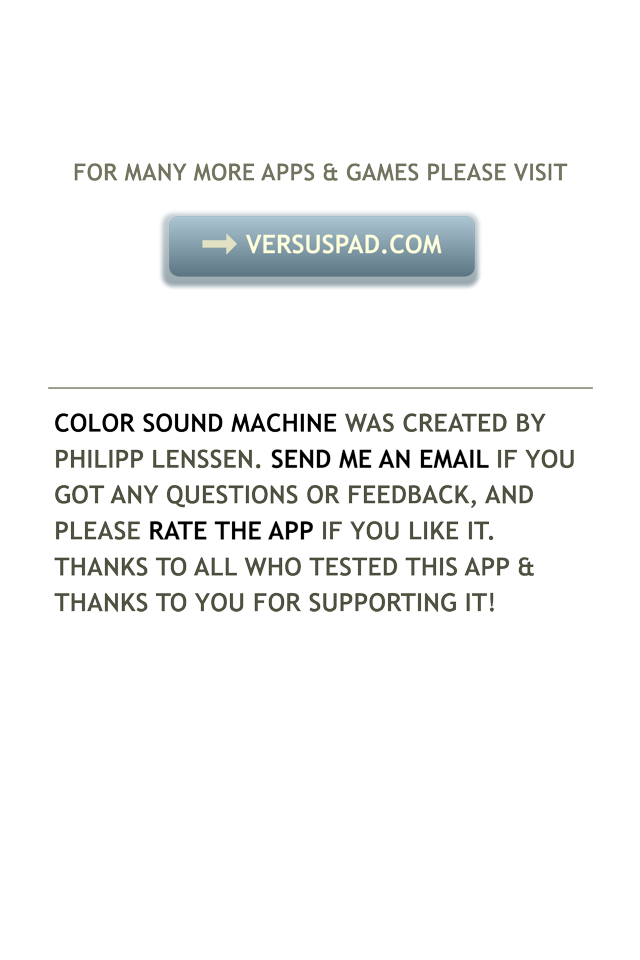 FOR MANY MORE APPS & GAMES PLEASE VISIT
VERSUSPAD.COM
COLOR SOUND MACHINE WAS CREATED BY
PHILIPP LENSSEN. SEND ME AN EMAIL IF YOU
GOT ANY QUESTIONS OR FEEDBACK, AND
PLEASE RATE THE APP IF YOU LIKE IT.
THANKS TO ALL WHO TESTED THIS APP &
THANKS TO YOU FOR SUPPORTING IT!